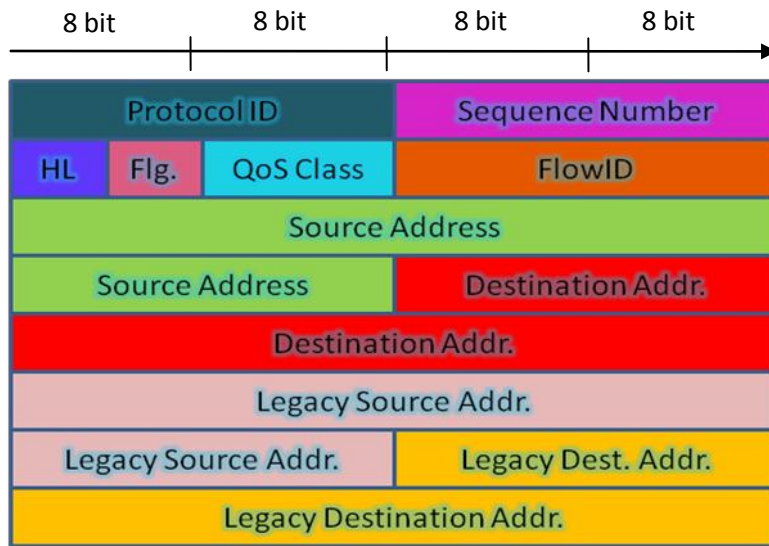 8 bit 8 bit 8 bit 8 bit
Protocol ID Sequence Number
HL Flg. QoS Class FlowID
Source Address
Source Address Destination Addr.
Destination Addr.
Legacy Source Addr.
Legacy Source Addr. Legacy Dest. Addr.
Legacy Destination Addr.